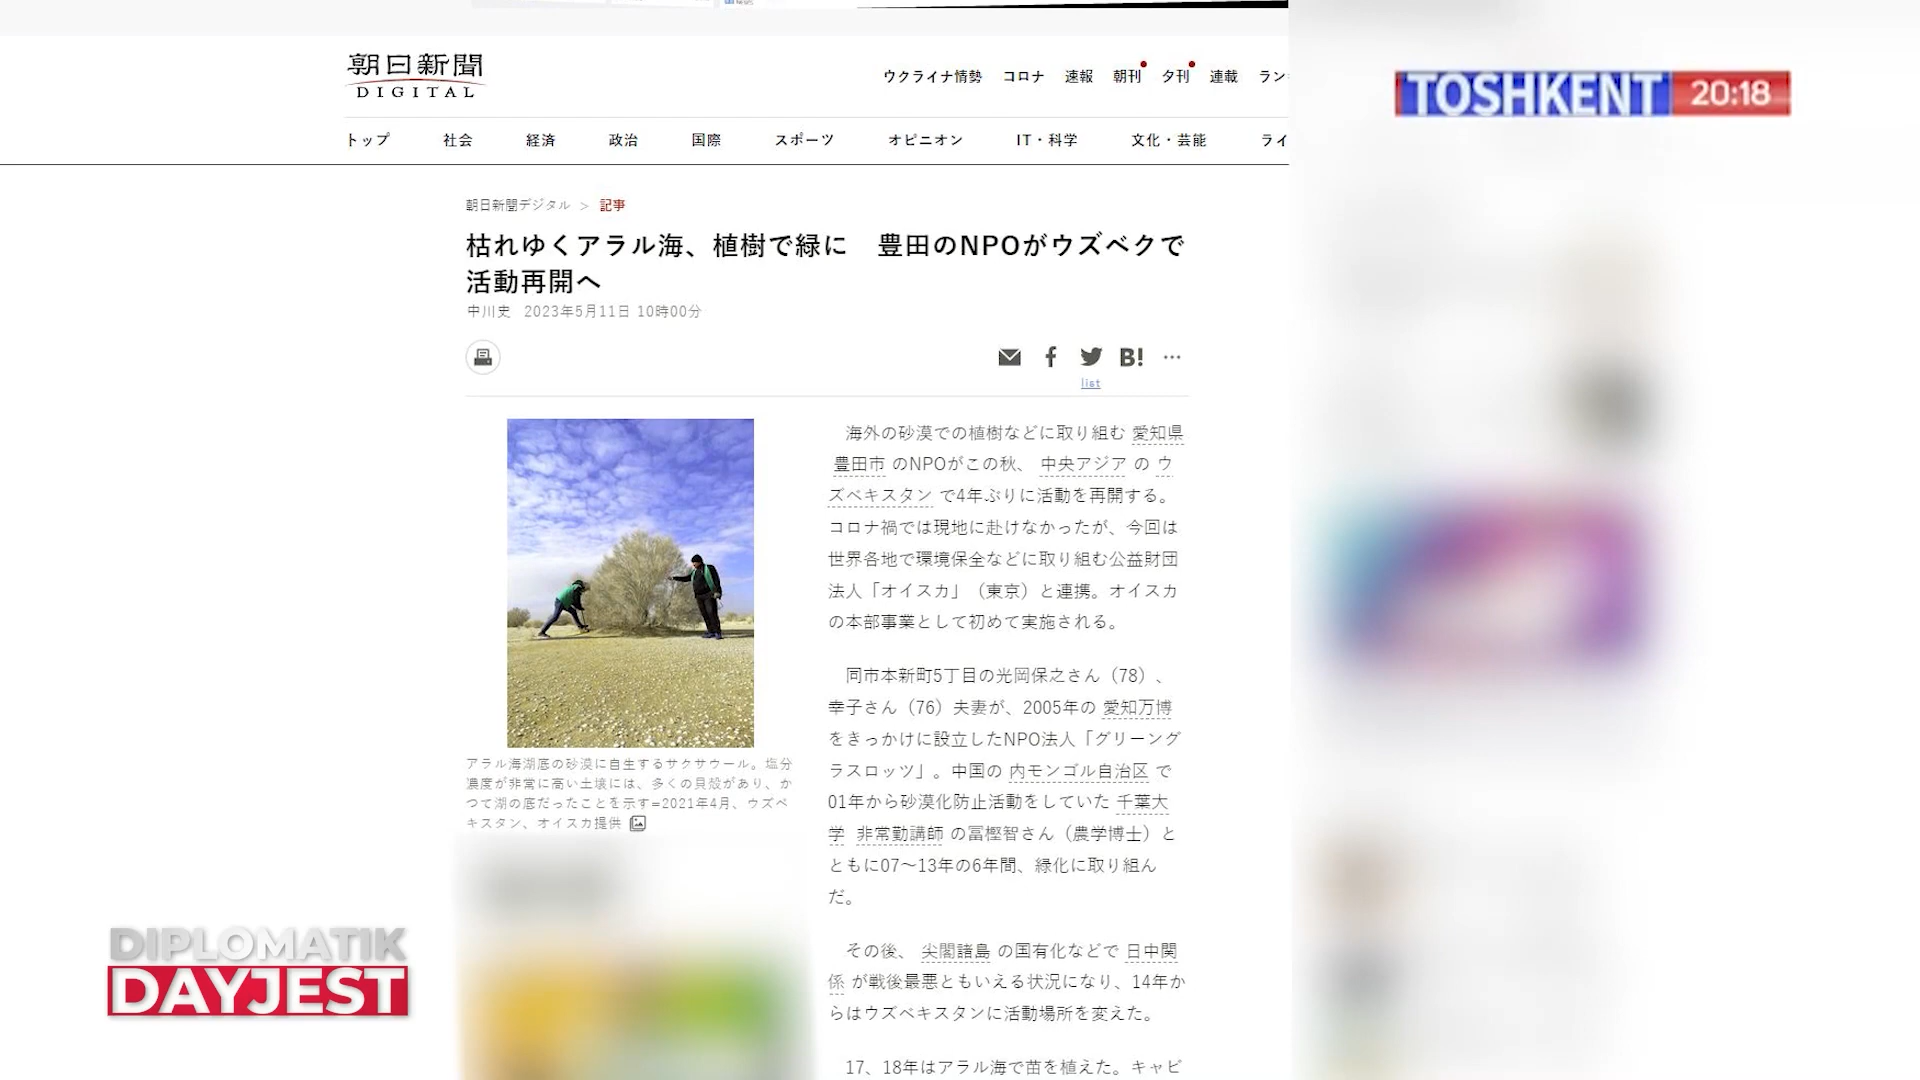 朝日新聞
DIGITAL
ウクライナ情勢 コロナ 速報 朝刊 夕刊 連載
TOSHKENT 20:18
トップ 社会 経済 政治 国際 スポーツ オピニオン IT・科学 文化・芸能
朝日新聞デジタル > 記事
枯れゆくアラル海、植樹で緑に　豊田のNPOがウズベクで
活動再開へ
中川史 2023年5月11日 10時00分
B!
list
海外の砂漠での植樹などに取り組む 愛知県
豊田市 のNPOがこの秋、 中央アジア の ウ
ズベキスタン で4年ぶりに活動を再開する。
コロナ禍では現地に赴けなかったが、今回は
世界各地で環境保全などに取り組む公益財団
法人「オイスカ」（東京）と連携。オイスカ
の本部事業として初めて実施される。
同市本新町5丁目の光岡保之さん（78）、
幸子さん（76）夫妻が、2005年の 愛知万博
をきっかけに設立したNPO法人「グリーング
ラスロッツ」。中国の 内モンゴル自治区 で
01年から砂漠化防止活動をしていた 千葉大
学 非常勤講師 の冨樫智さん（農学博士）と
ともに07〜13年の6年間、緑化に取り組ん
だ。
その後、 尖閣諸島 の国有化などで 日中関
係 が戦後最悪ともいえる状況になり、14年か
らはウズベキスタンに活動場所を変えた。
17、18年はアラル海で苗を植えた。キャビ
アラル海湖底の砂漠に自生するサクサウール。塩分
濃度が非常に高い土壌には、多くの貝殻があり、か
つて湖の底だったことを示す=2021年4月、ウズベ
キスタン、オイスカ提供
DIPLOMATIK
DAYJEST